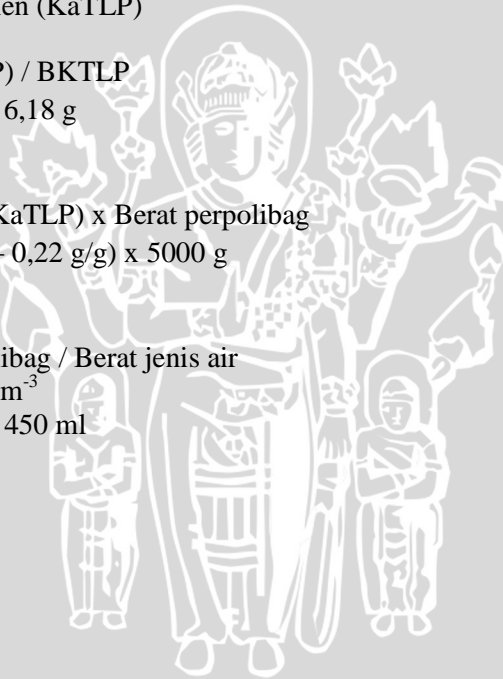 en (KaTLP)
) / BKTLP
6,18 g
KaTLP) x Berat perpolibag
- 0,22 g/g) x 5000 g
ibag / Berat jenis air
m⁻³
450 ml